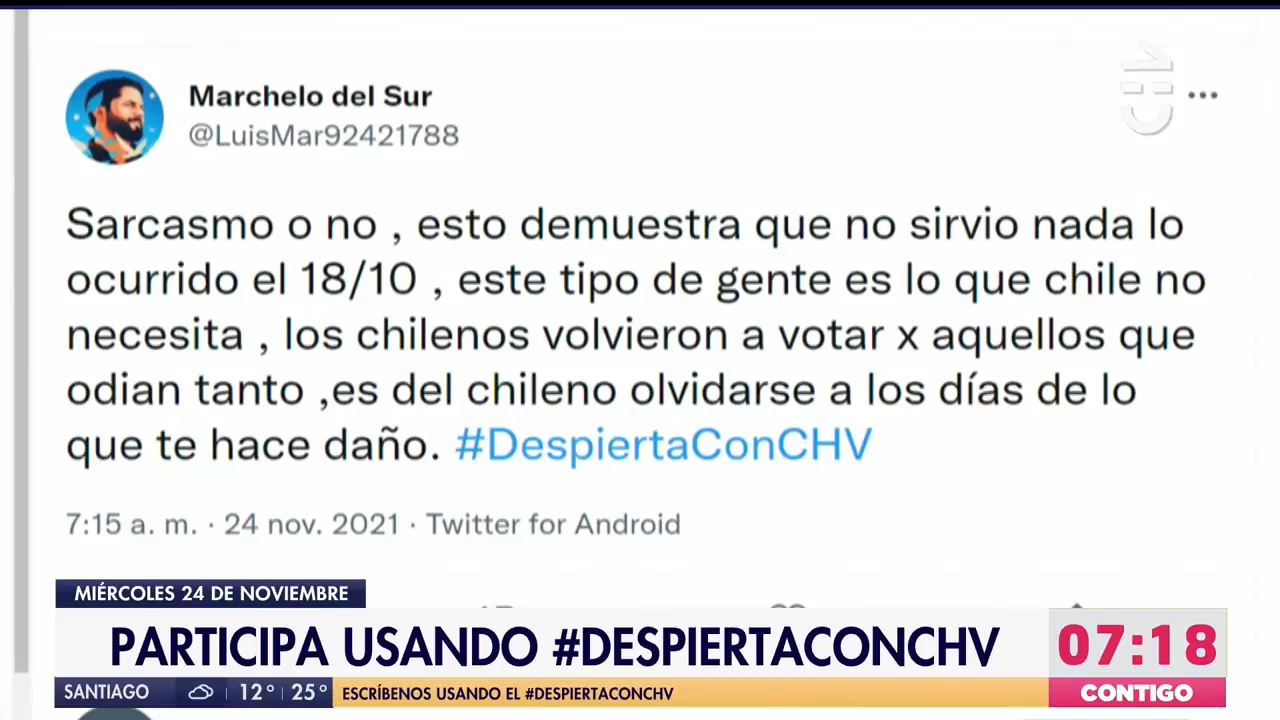 Marchelo del Sur
@LuisMar92421788
CHV
Sarcasmo o no , esto demuestra que no sirvio nada lo
ocurrido el 18/10 , este tipo de gente es lo que chile no
necesita , los chilenos volvieron a votar x aquellos que
odian tanto ,es del chileno olvidarse a los días de lo
que te hace daño. #DespiertaConCHV
7:15 a. m. · 24 nov. 2021 · Twitter for Android
MIÉRCOLES 24 DE NOVIEMBRE
PARTICIPA USANDO #DESPIERTACONCHV
07:18
SANTIAGO 12° 25° ESCRÍBENOS USANDO EL #DESPIERTACONCHV
CONTIGO